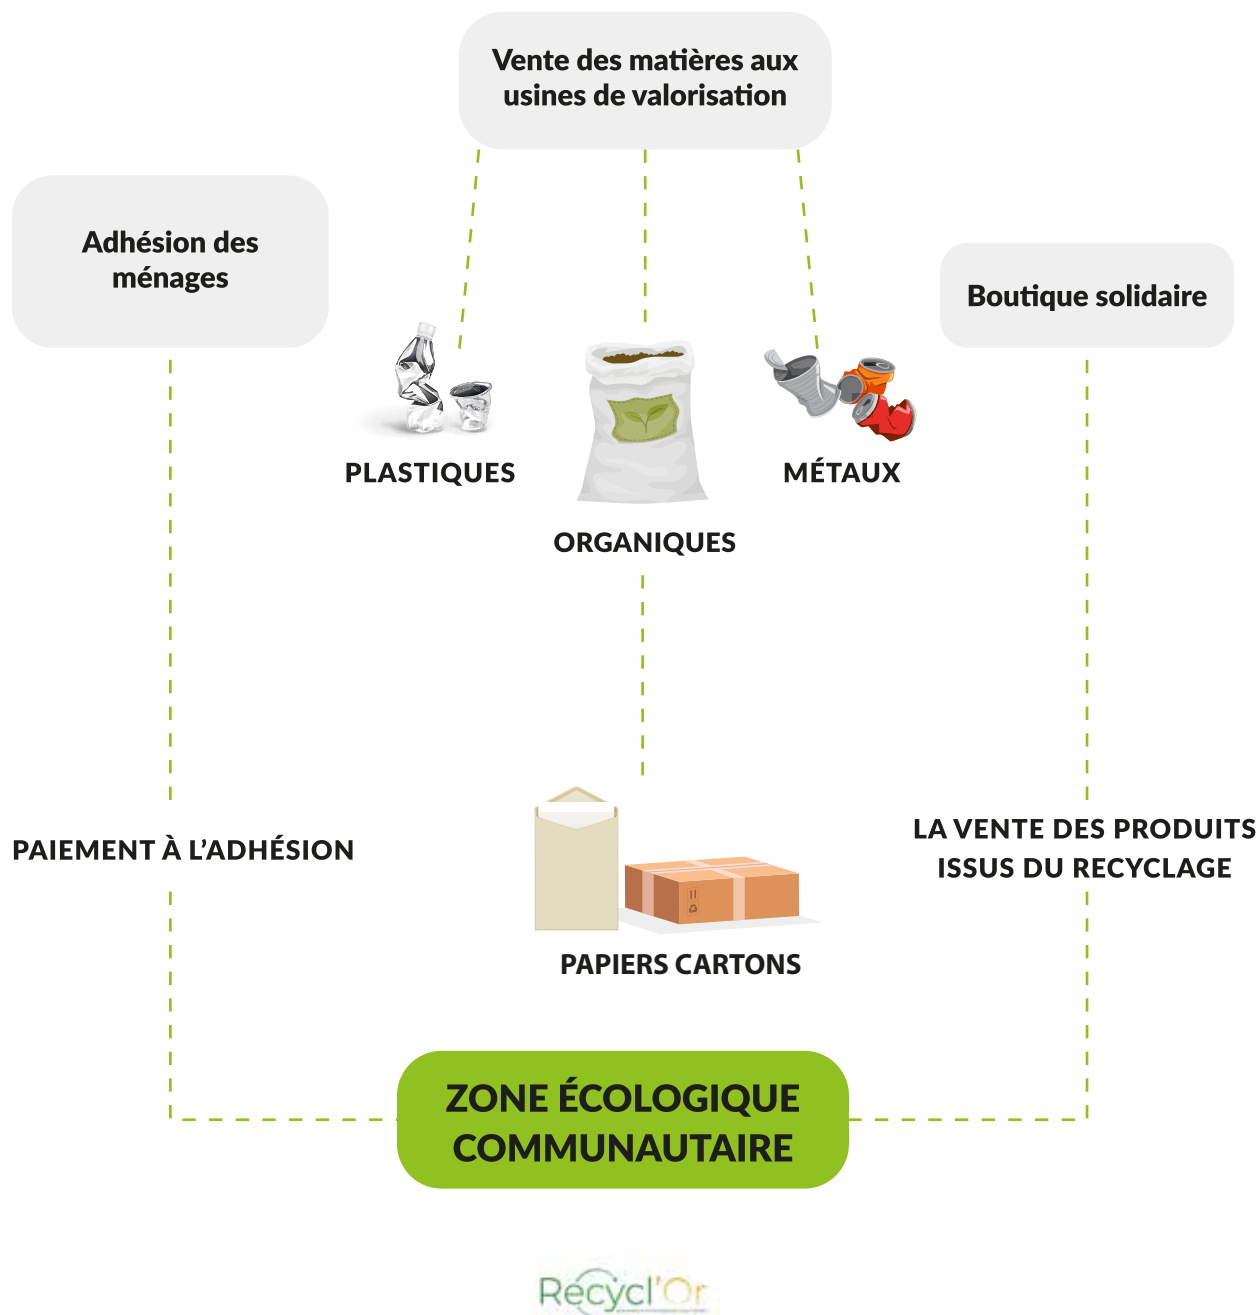 Vente des matières aux
usines de valorisation
Adhésion des
ménages
Boutique solidaire
PLASTIQUES
MÉTAUX
ORGANIQUES
PAIEMENT À L’ADHÉSION
LA VENTE DES PRODUITS
ISSUS DU RECYCLAGE
PAPIERS CARTONS
ZONE ÉCOLOGIQUE
COMMUNAUTAIRE
Recycl'Or